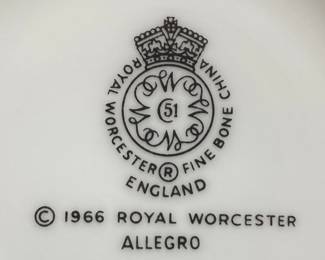 ROYAL WORCESTER ® FINE BONE CHINA
C 51
ENGLAND
© 1966 ROYAL WORCESTER
ALLEGRO